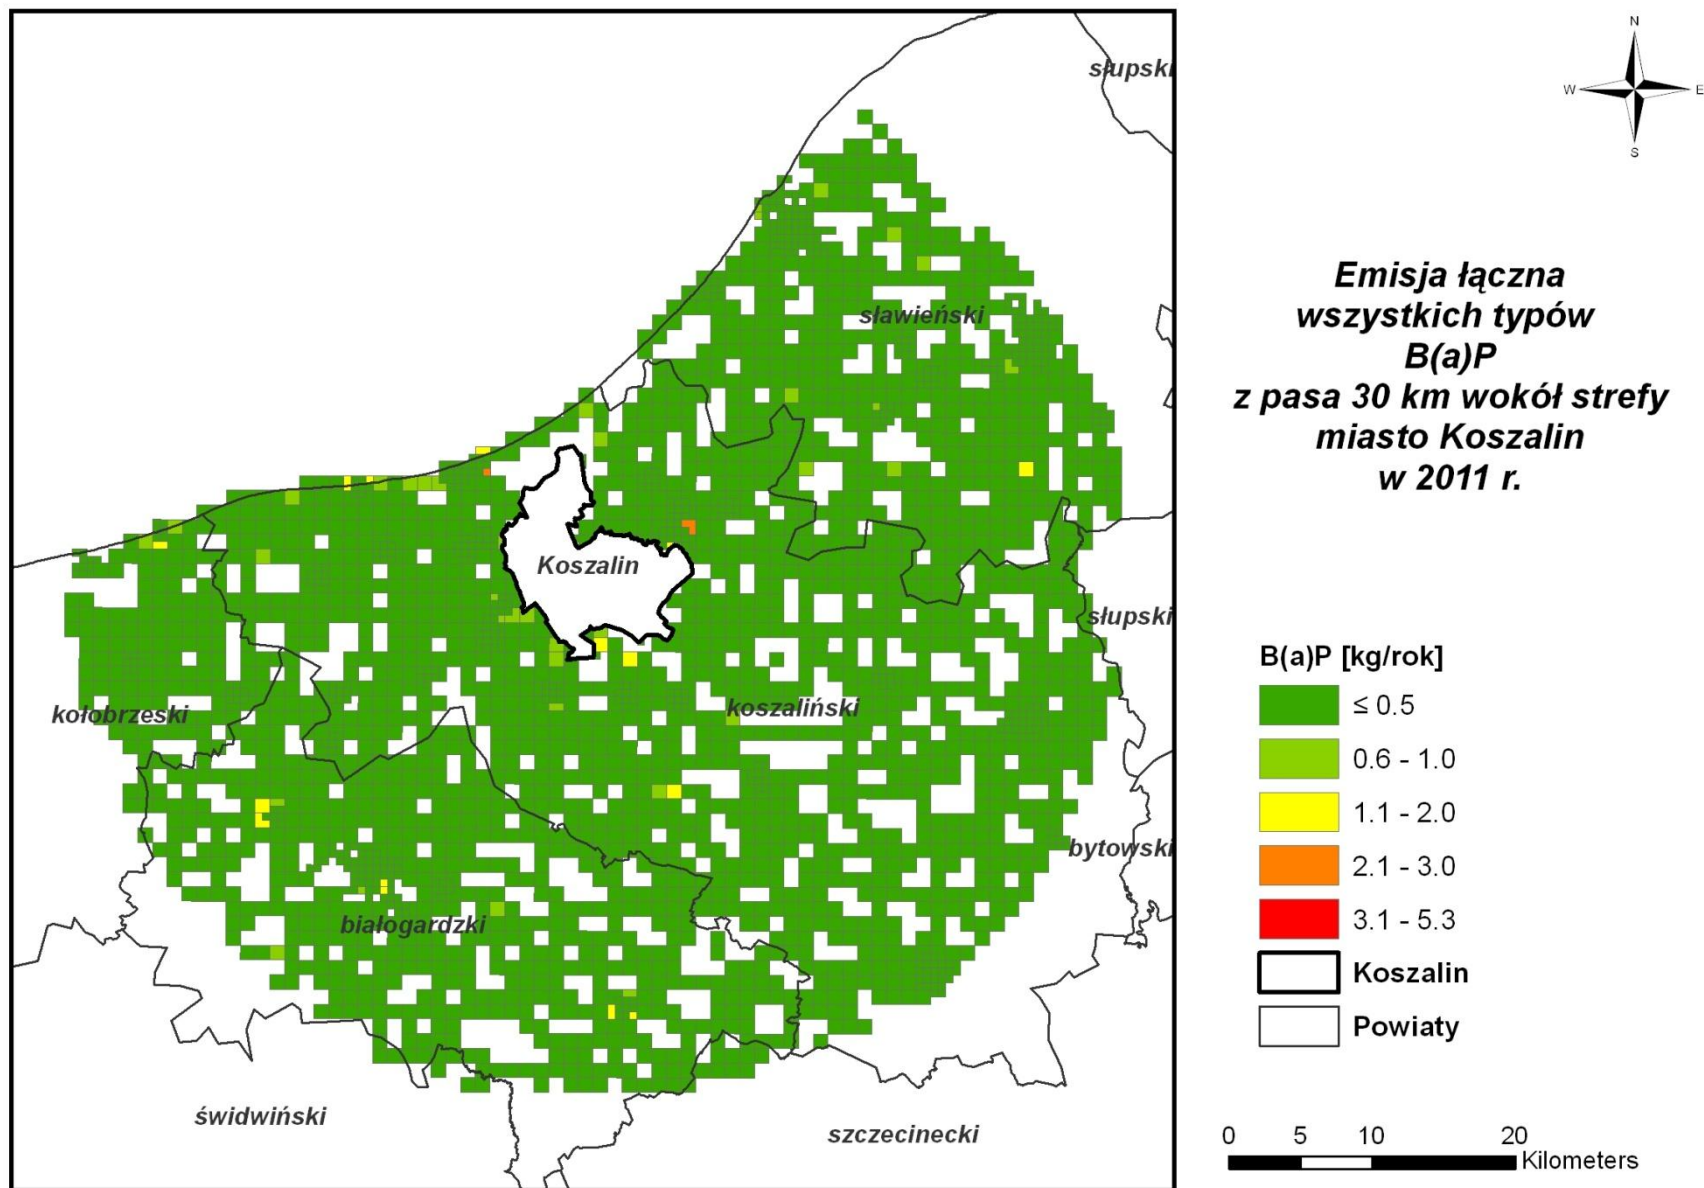 N
W
E
S
Emisja łączna
wszystkich typów
B(a)P
z pasa 30 km wokół strefy
miasto Koszalin
w 2011 r.
słupski
sławieński
Koszalin
słupski
kołobrzeski
koszaliński
bytowski
białogardzki
świdwiński
szczecinecki
B(a)P [kg/rok]
≤ 0.5
0.6 - 1.0
1.1 - 2.0
2.1 - 3.0
3.1 - 5.3
Koszalin
Powiaty
0 5 10 20
Kilometers